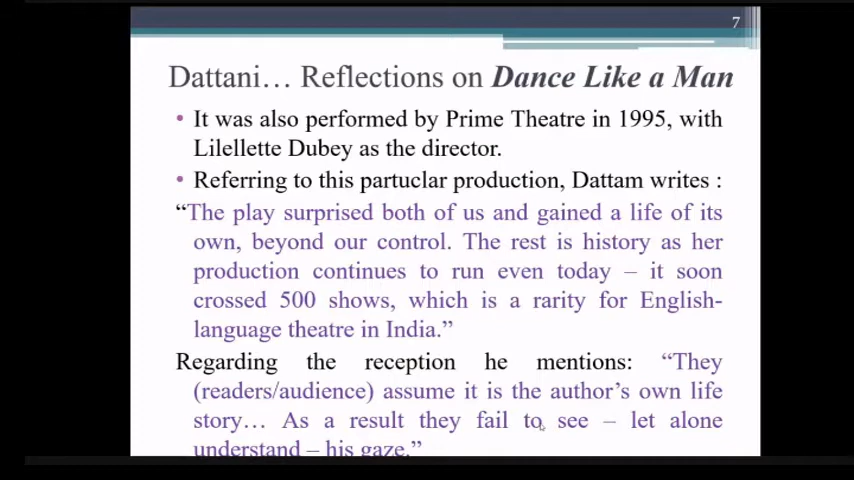 7
Dattani… Reflections on Dance Like a Man
• It was also performed by Prime Theatre in 1995, with
Lilellette Dubey as the director.
• Referring to this partuclar production, Dattam writes :
“The play surprised both of us and gained a life of its
own, beyond our control. The rest is history as her
production continues to run even today – it soon
crossed 500 shows, which is a rarity for English-
language theatre in India.”
Regarding the reception he mentions: “They
(readers/audience) assume it is the author’s own life
story… As a result they fail to see – let alone
understand – his gaze.”